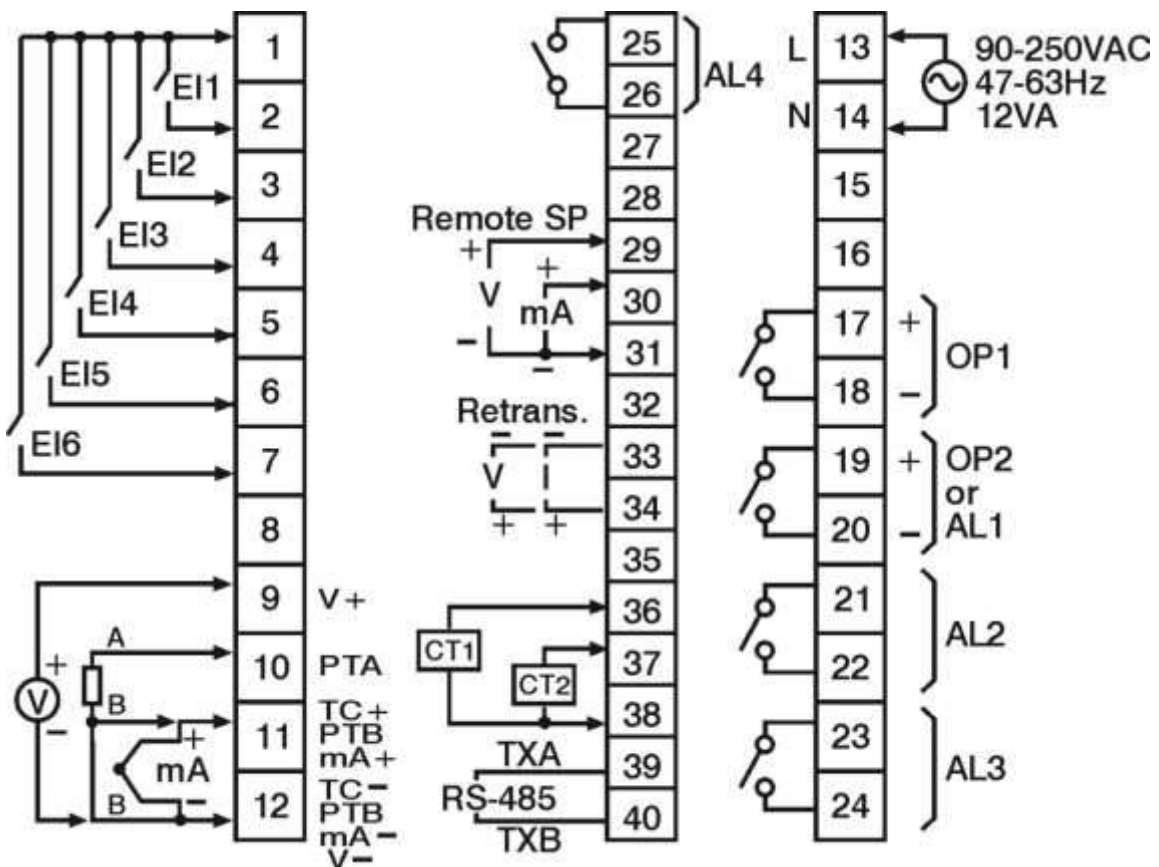 1
EI1
2
EI2
3
EI3
4
EI4
5
EI5
6
EI6
7
8
9 V+
A
+ 10 PTA
V
B
- 11 TC+
PTB
+ mA+
mA
B - 12 TC-
PTB
mA-
V-
25
AL4
26
27
28
Remote SP
+ 29
+
V 30
mA
- 31
-
32
Retrans.
- - 33
V
34
+ +
35
36
CT1
37
CT2
38
TXA
39
RS-485
40
TXB
L 13 90-250VAC
47-63Hz
N 14 12VA
15
16
17 +
OP1
18 -
19 + OP2
or
20 - AL1
21
AL2
22
23
AL3
24